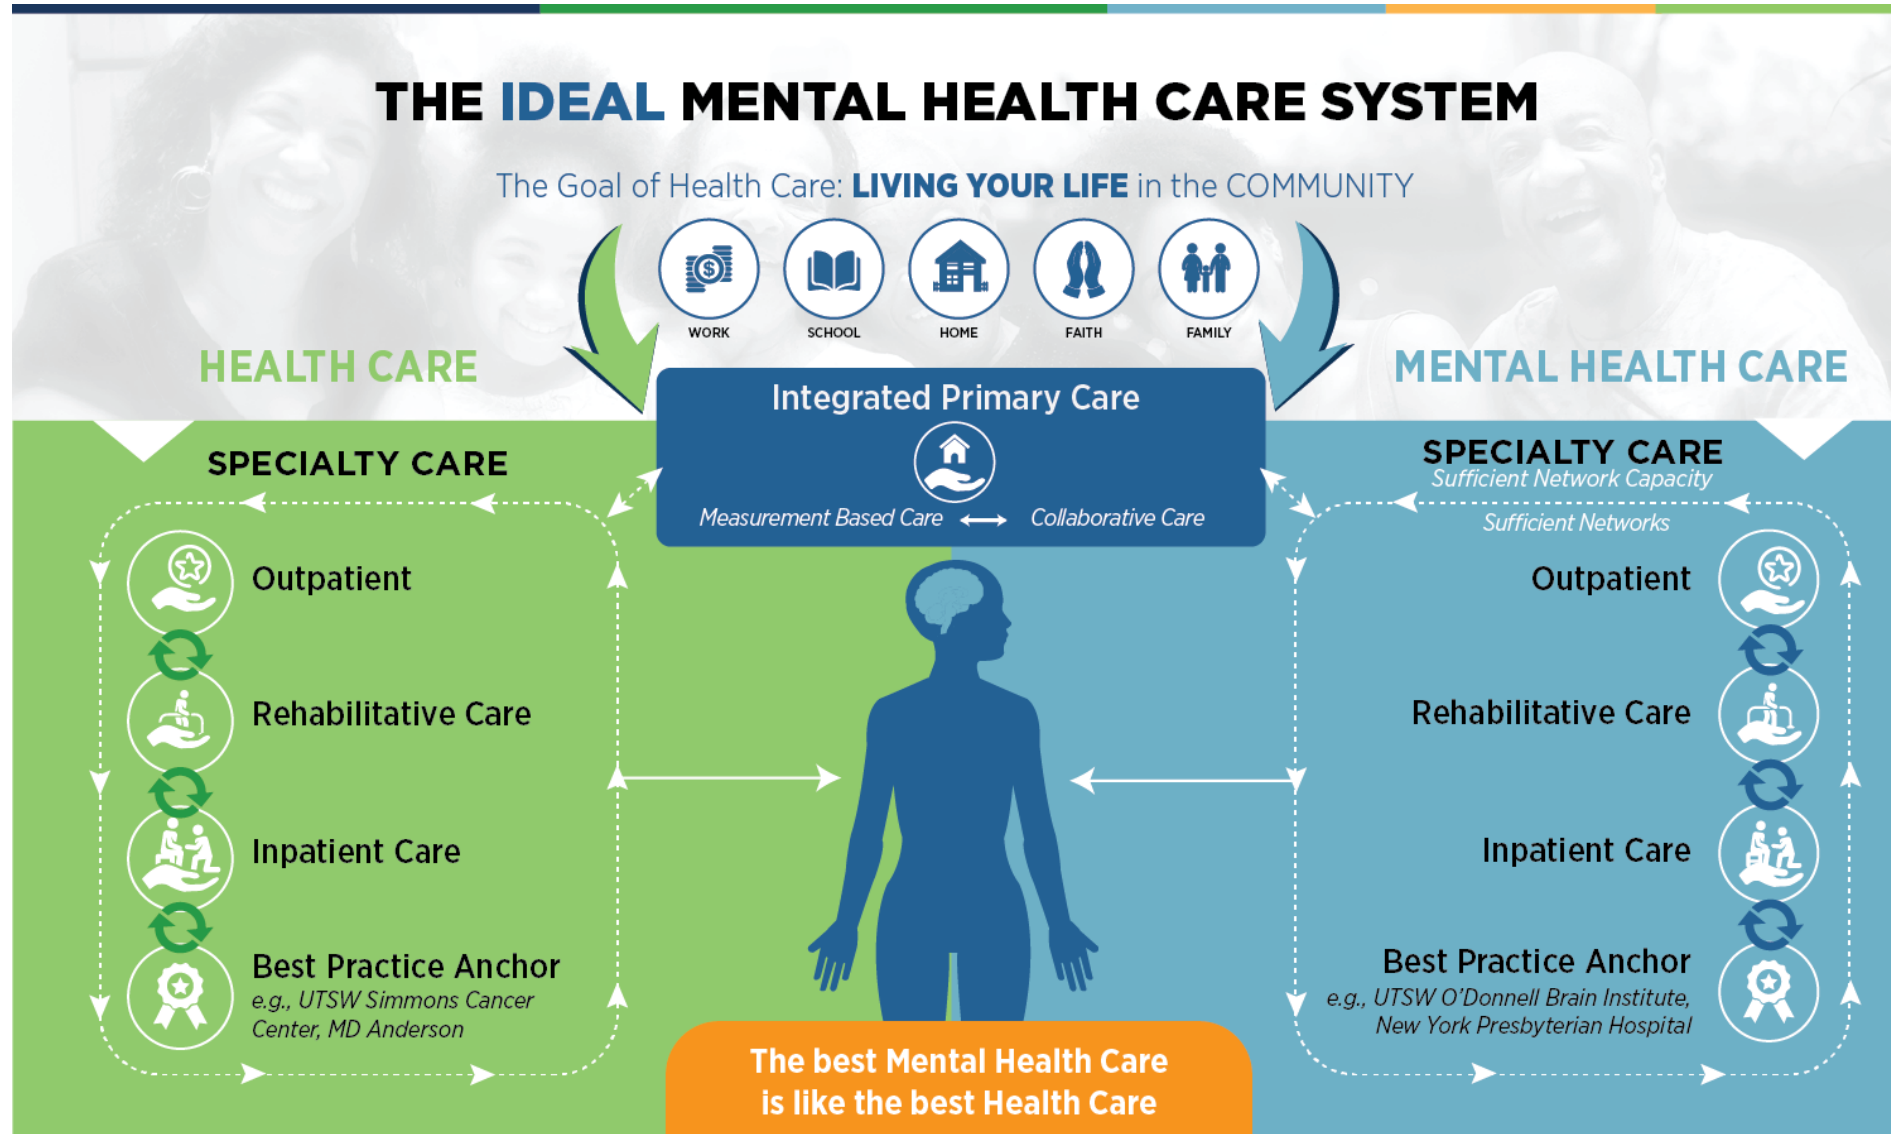 THE IDEAL MENTAL HEALTH CARE SYSTEM
The Goal of Health Care: LIVING YOUR LIFE in the COMMUNITY
$
WORK
SCHOOL
HOME
FAITH
FAMILY
HEALTH CARE
MENTAL HEALTH CARE
Integrated Primary Care
Measurement Based Care
Collaborative Care
SPECIALTY CARE
Outpatient
Rehabilitative Care
Inpatient Care
Best Practice Anchor
e.g., UTSW Simmons Cancer
Center, MD Anderson
SPECIALTY CARE
Sufficient Network Capacity
Sufficient Networks
Outpatient
Rehabilitative Care
Inpatient Care
Best Practice Anchor
e.g., UTSW O'Donnell Brain Institute,
New York Presbyterian Hospital
The best Mental Health Care
is like the best Health Care